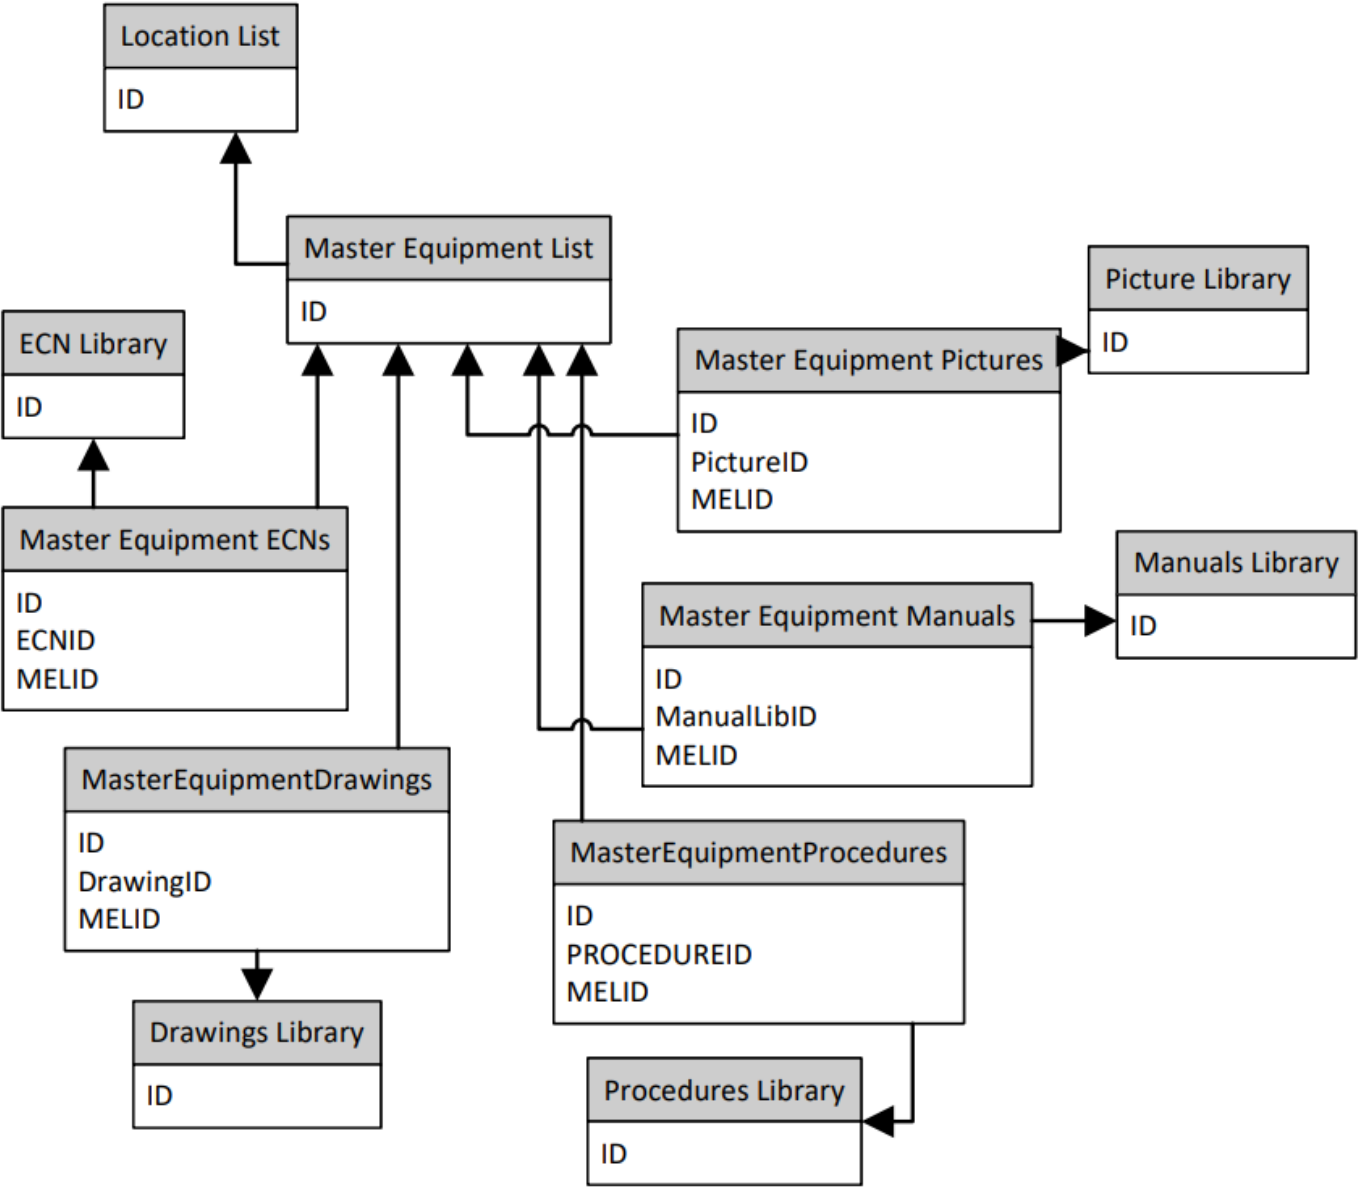 Location List
ID
Master Equipment List
ID
Picture Library
ID
ECN Library
ID
Master Equipment Pictures
ID
PictureID
MELID
Master Equipment ECNs
ID
ECNID
MELID
Manuals Library
ID
Master Equipment Manuals
ID
ManualLibID
MELID
MasterEquipmentDrawings
ID
DrawingID
MELID
MasterEquipmentProcedures
ID
PROCEDUREID
MELID
Drawings Library
ID
Procedures Library
ID